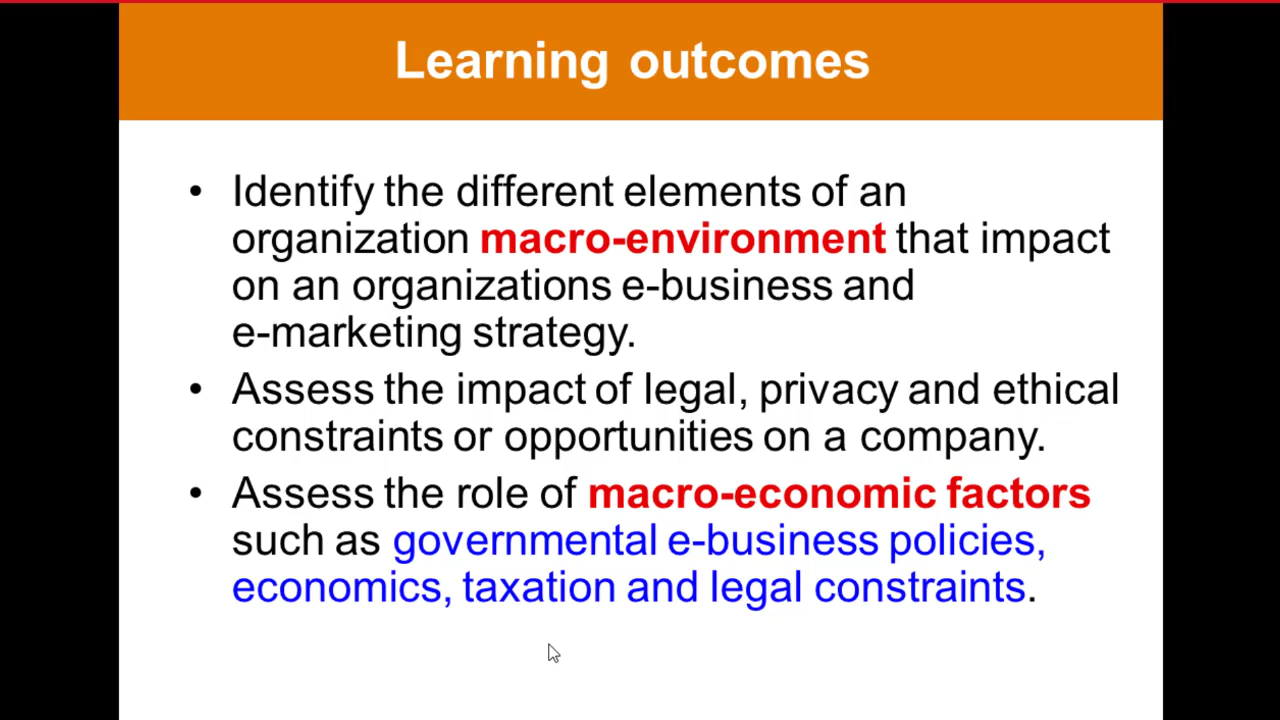 Learning outcomes
• Identify the different elements of an
organization macro-environment that impact
on an organizations e-business and
e-marketing strategy.
• Assess the impact of legal, privacy and ethical
constraints or opportunities on a company.
• Assess the role of macro-economic factors
such as governmental e-business policies,
economics, taxation and legal constraints.